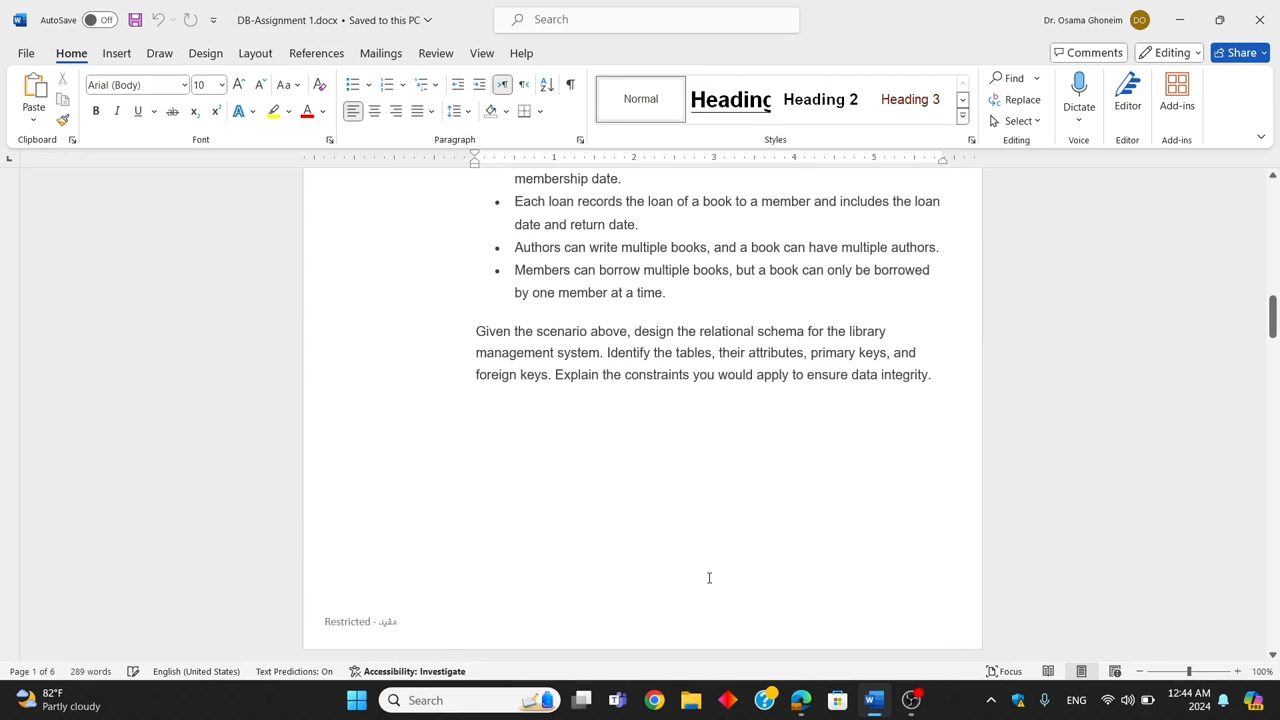 AutoSave Off DB-Assignment 1.docx • Saved to this PC Search Dr. Osama Ghoneim DO
File Home Insert Draw Design Layout References Mailings Review View Help Comments Editing Share
Paste Arial (Body) 10 Aa Normal Heading Heading 2 Heading 3 Find Replace Select Dictate Editor Add-ins
Clipboard Font Paragraph Styles Editing Voice Editor Add-ins
1 2 3 4 5
membership date.
• Each loan records the loan of a book to a member and includes the loan
date and return date.
• Authors can write multiple books, and a book can have multiple authors.
• Members can borrow multiple books, but a book can only be borrowed
by one member at a time.
Given the scenario above, design the relational schema for the library
management system. Identify the tables, their attributes, primary keys, and
foreign keys. Explain the constraints you would apply to ensure data integrity.
Restricted - مقيد
Page 1 of 6 289 words English (United States) Text Predictions: On Accessibility: Investigate Focus 100%
82°F
Partly cloudy
Search
ENG
12:44 AM
2024